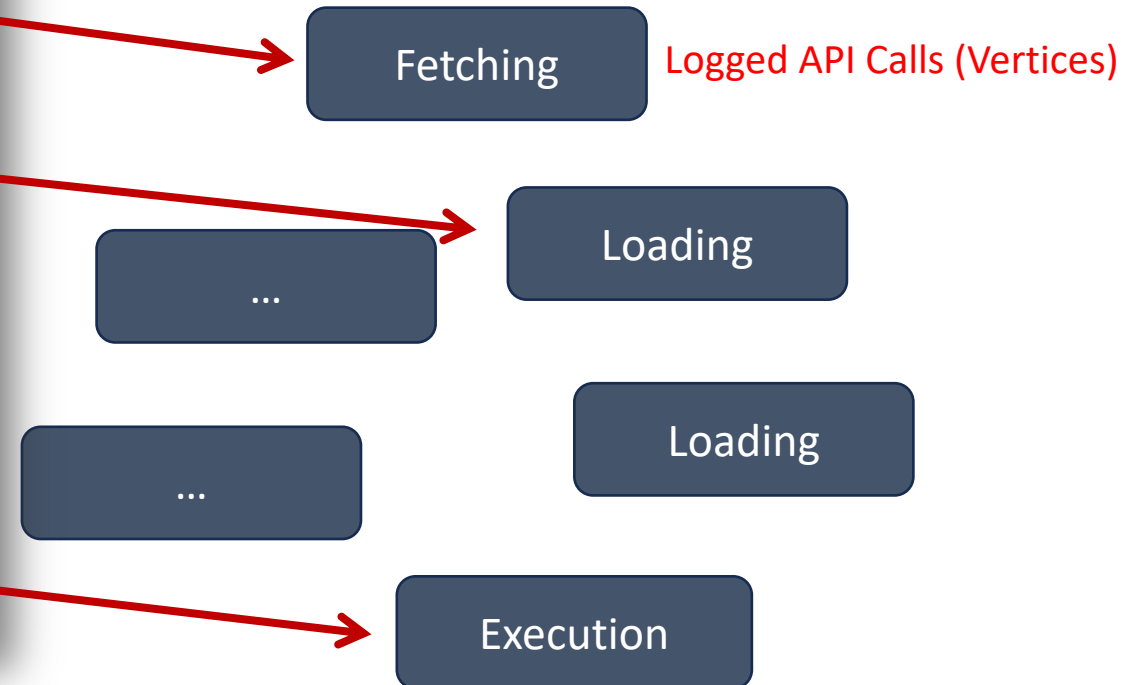 Fetching
Logged API Calls (Vertices)
Loading
...
Loading
...
Execution